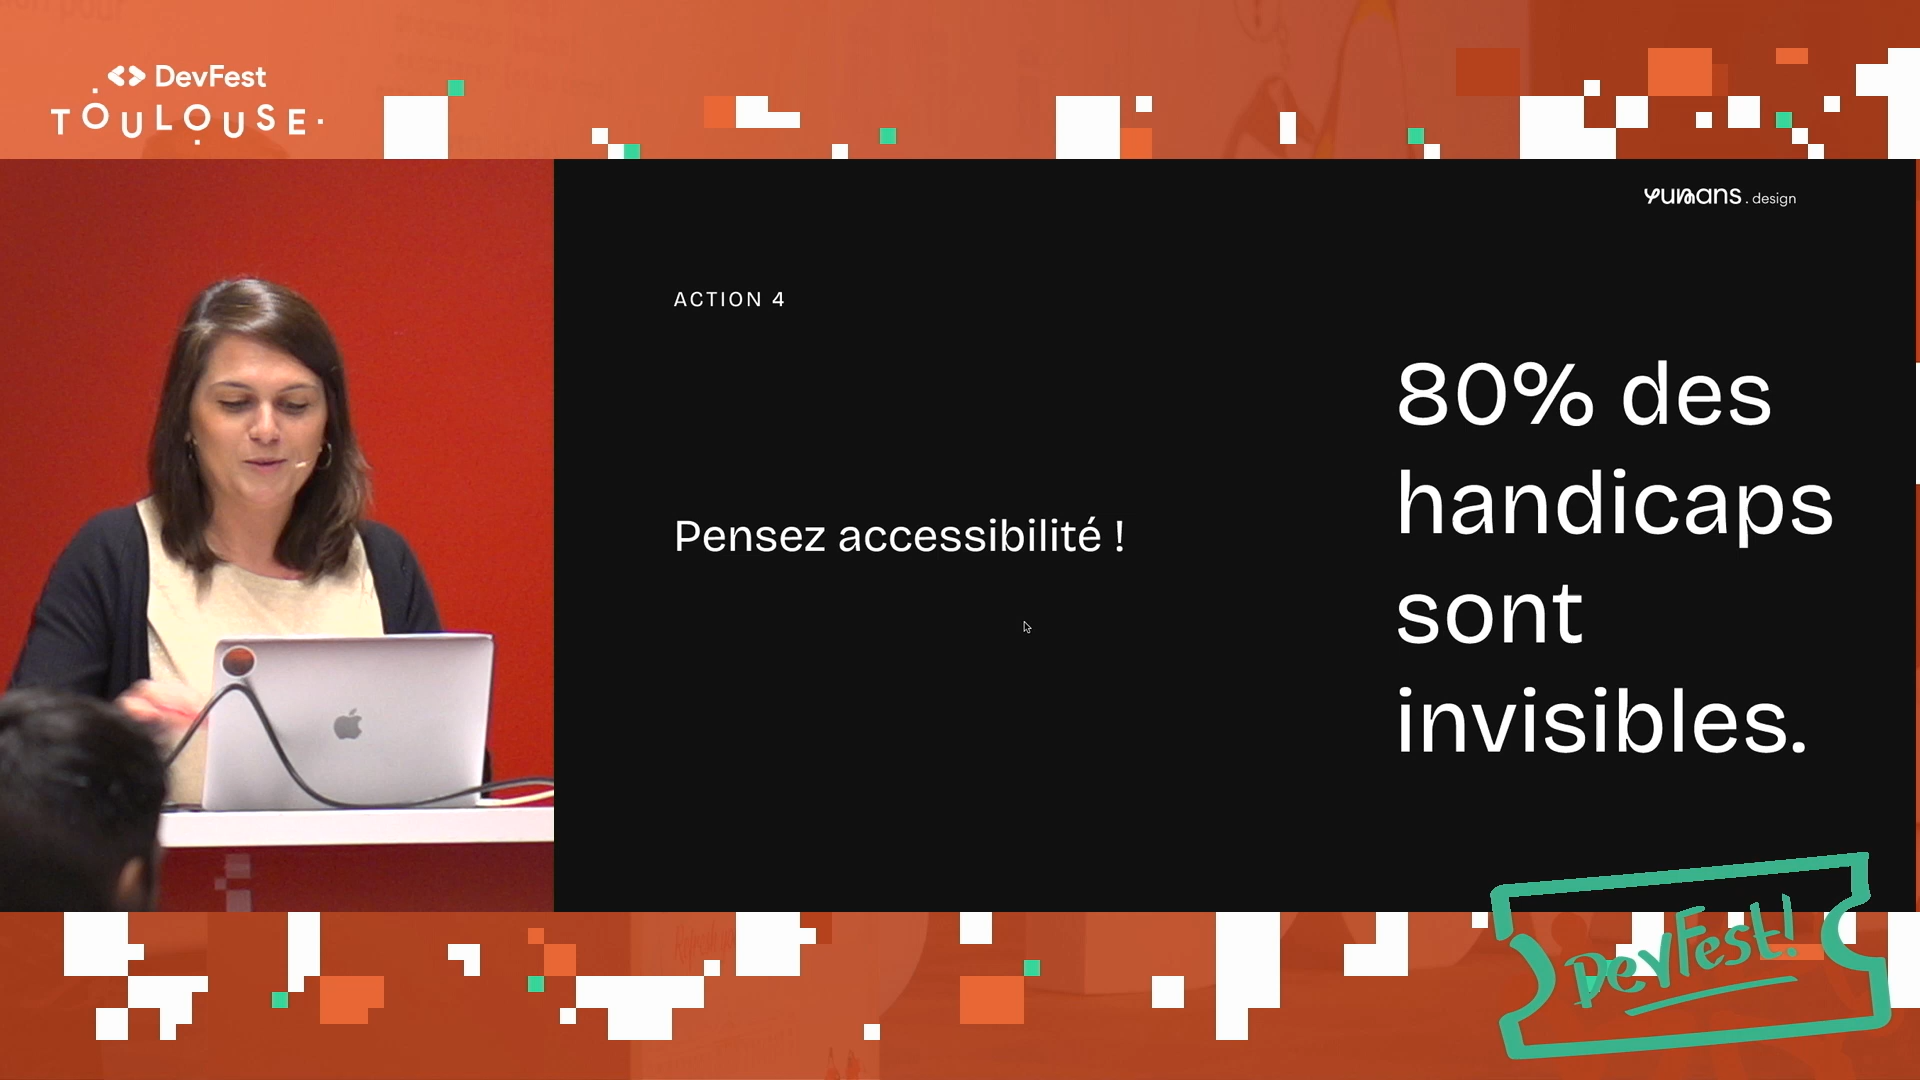 DevFest
TOULOUSE
yumans.design
ACTION 4
Pensez accessibilité !
80% des
handicaps
sont
invisibles.
DevFest!